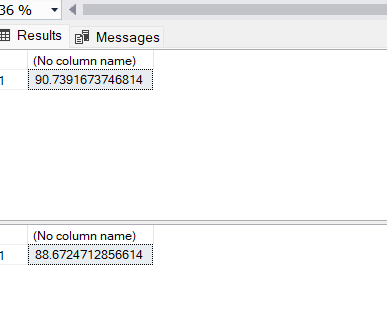 36 %
Results Messages
(No column name)
1 90.7391673746814
(No column name)
1 88.6724712856614